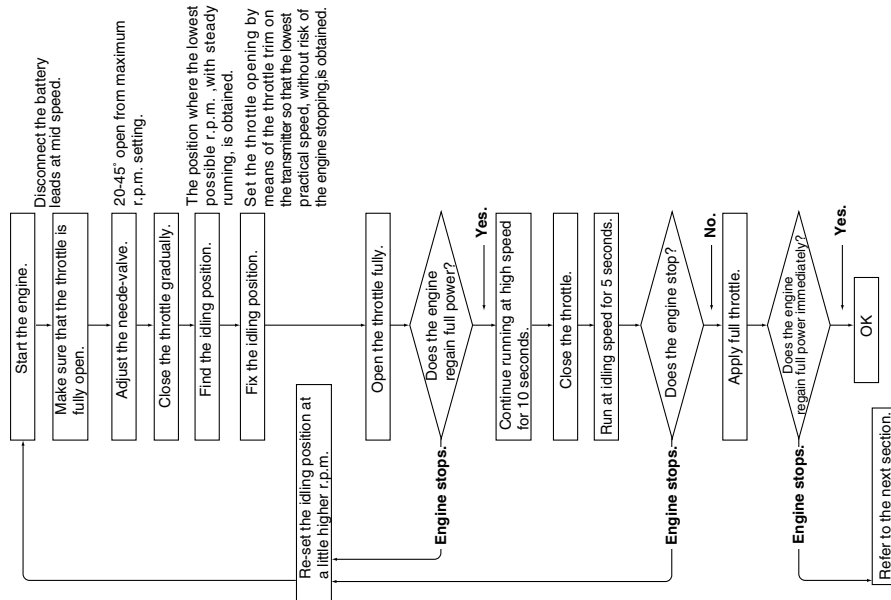 Start the engine.
Disconnect the battery
leads at mid speed.
Make sure that the throttle is
fully open.
Adjust the neede-valve.
20-45° open from maximum
r.p.m. setting.
Close the throttle gradually.
Find the idling position.
The position where the lowest
possible r.p.m. ,with steady
running, is obtained.
Fix the idling position.
Set the throttle opening by
means of the throttle trim on
the transmitter so that the lowest
practical speed, without risk of
the engine stopping,is obtained.
Re-set the idling position at
a little higher r.p.m.
Open the throttle fully.
Does the engine
regain full power?
Engine stops.
Yes.
Continue running at high speed
for 10 seconds.
Close the throttle.
Run at idling speed for 5 seconds.
Does the engine stop?
Engine stops.
No.
Apply full throttle.
Does the engine
regain full power immediately?
Engine stops.
Yes.
OK
Refer to the next section.